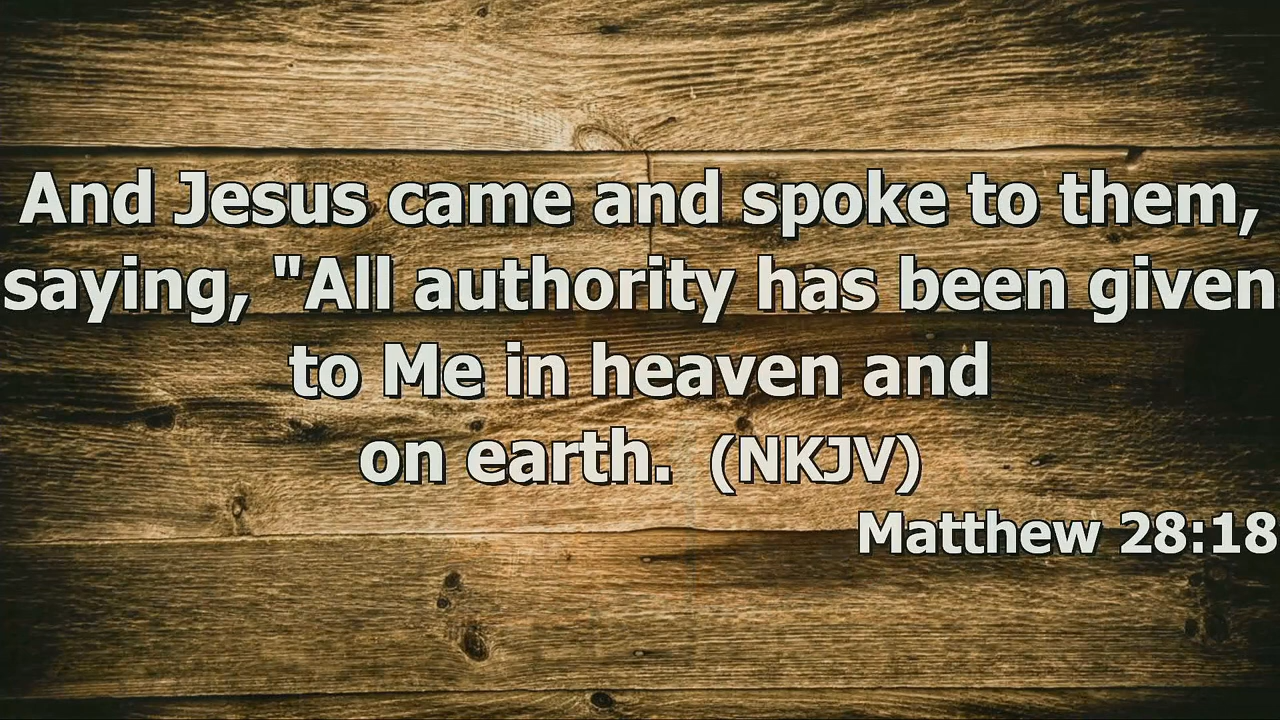 And Jesus came and spoke to them,
saying, "All authority has been given
to Me in heaven and
on earth. (NKJV)
Matthew 28:18